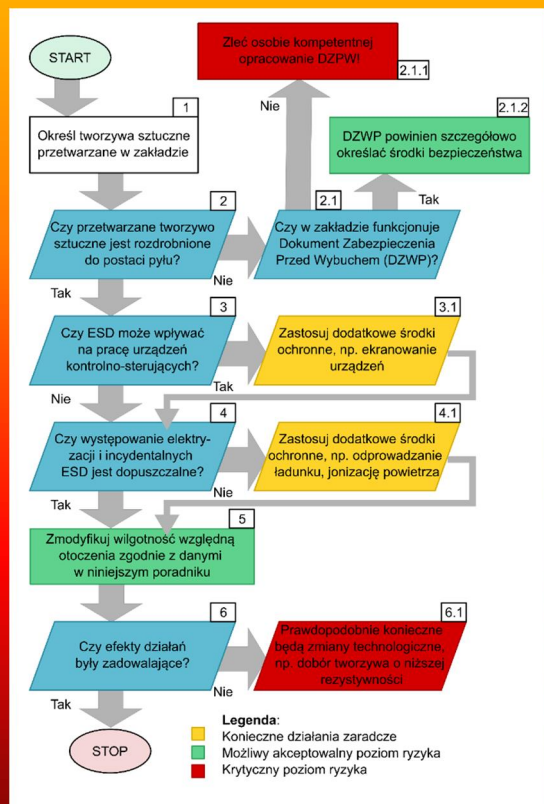 START
1
Określ tworzywa sztuczne
przetwarzane w zakładzie
Zleć osobie kompetentnej
opracowanie DZPW!
2.1.1
Nie
2.1.2
DZWP powinien szczegółowo
określać środki bezpieczeństwa
Tak
2
Czy przetwarzane tworzywo
sztuczne jest rozdrobnione
do postaci pyłu?
Nie
Tak
2.1
Czy w zakładzie funkcjonuje
Dokument Zabezpieczenia
Przed Wybuchem (DZWP)?
3
Czy ESD może wpływać
na pracę urządzeń
kontrolno-sterujących?
Tak
Nie
3.1
Zastosuj dodatkowe środki
ochronne, np. ekranowanie
urządzeń
4
Czy występowanie elektry-
zacji i incydentalnych
ESD jest dopuszczalne?
Nie
Tak
4.1
Zastosuj dodatkowe środki
ochronne, np. odprowadzanie
ładunku, jonizację powietrza
5
Zmodyfikuj wilgotność względną
otoczenia zgodnie z danymi
w niniejszym poradniku
6
Czy efekty działań
były zadowalające?
Nie
Tak
6.1
Prawdopodobnie konieczne
będą zmiany technologiczne,
np. dobór tworzywa o niższej
rezystywności
STOP
Legenda:
Konieczne działania zaradcze
Możliwy akceptowalny poziom ryzyka
Krytyczny poziom ryzyka